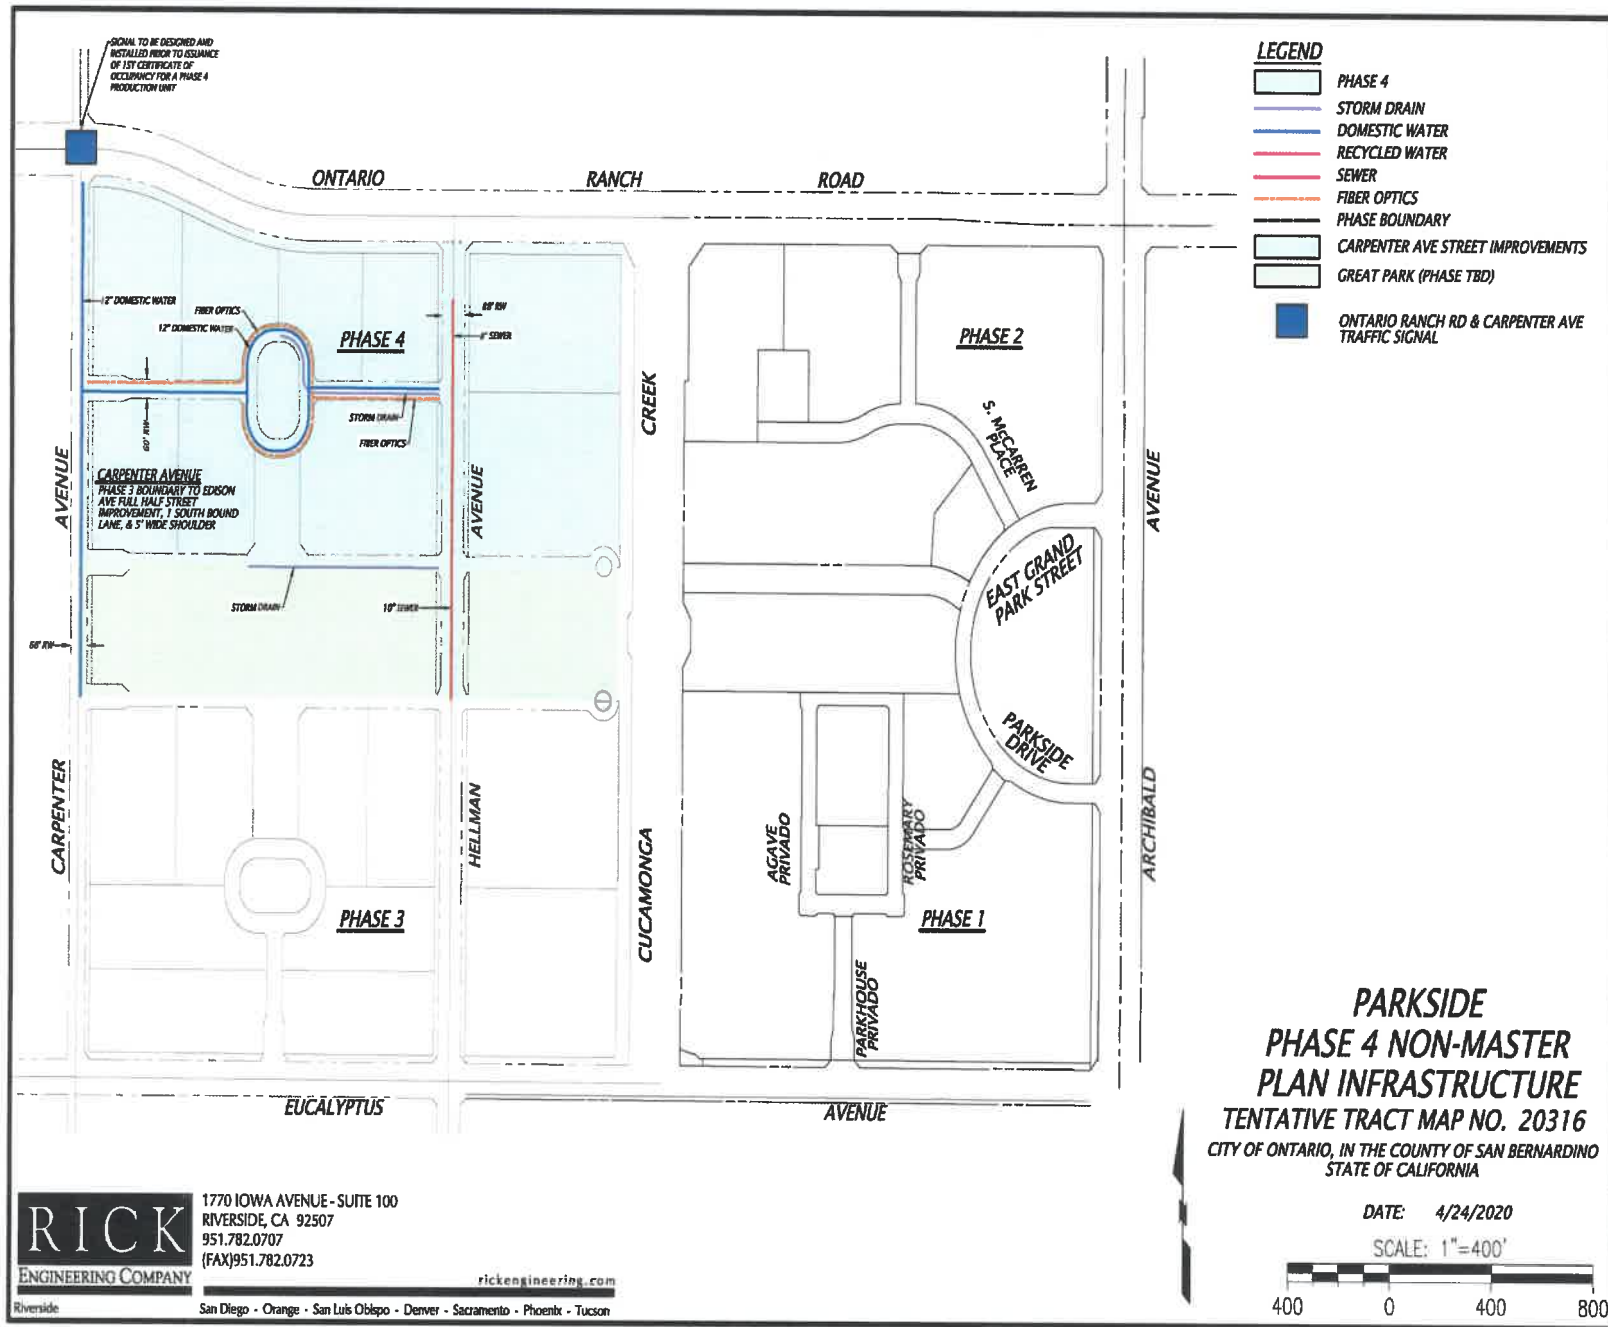 SIGNAL TO BE DESIGNED AND
INSTALLED PRIOR TO ISSUANCE
OF 1ST CERTIFICATE OF
OCCUPANCY FOR A PHASE 4
PRODUCTION UNIT
LEGEND
PHASE 4
STORM DRAIN
DOMESTIC WATER
RECYCLED WATER
SEWER
FIBER OPTICS
PHASE BOUNDARY
CARPENTER AVE STREET IMPROVEMENTS
GREAT PARK (PHASE TBD)
ONTARIO RANCH RD & CARPENTER AVE
TRAFFIC SIGNAL
ONTARIO RANCH ROAD
12" DOMESTIC WATER
FIBER OPTICS
12" DOMESTIC WATER
PHASE 4
88' RW
8" SEWER
PHASE 2
STORM DRAIN
FIBER OPTICS
60' RW
CREEK
S. McCARREN
PLACE
AVENUE
CARPENTER AVENUE
PHASE 3 BOUNDARY TO EDISON
AVE FULL HALF STREET
IMPROVEMENT, 1 SOUTH BOUND
LANE, & 5' WIDE SHOULDER
AVENUE
AVENUE
EAST GRAND
PARK STREET
STORM DRAIN
10" SEWER
66' RW
PARKSIDE
DRIVE
CARPENTER
HELLMAN
CUCAMONGA
AGAVE
PRIVADO
ROSEMARY
PRIVADO
ARCHIBALD
PHASE 3
PHASE 1
PARKHOUSE
PRIVADO
EUCALYPTUS
AVENUE
PARKSIDE
PHASE 4 NON-MASTER
PLAN INFRASTRUCTURE
TENTATIVE TRACT MAP NO. 20316
CITY OF ONTARIO, IN THE COUNTY OF SAN BERNARDINO
STATE OF CALIFORNIA
DATE: 4/24/2020
SCALE: 1"=400'
400 0 400 800
RICK
ENGINEERING COMPANY
1770 IOWA AVENUE - SUITE 100
RIVERSIDE, CA 92507
951.782.0707
(FAX)951.782.0723
rickengineering.com
Riverside
San Diego - Orange - San Luis Obispo - Denver - Sacramento - Phoenix - Tucson